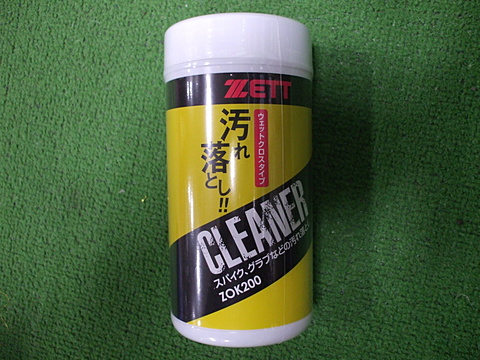 ZETT
ウェットクロスタイプ
汚れ
落とし!!
CLEANER
スパイク、グラブなどの汚れ落とし
ZOK200